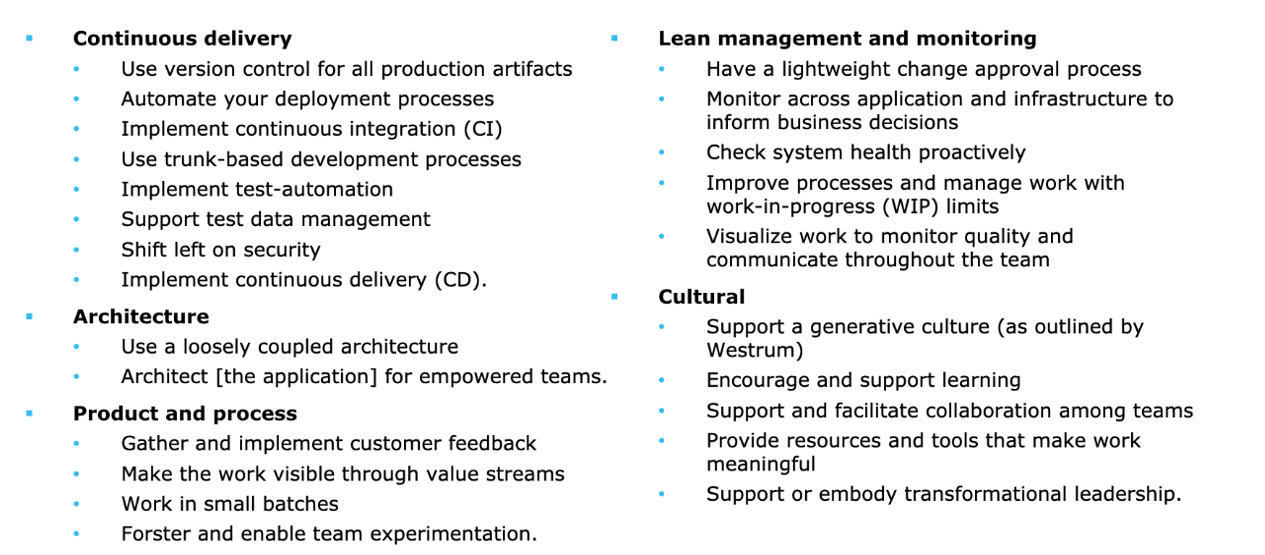 Continuous delivery
Use version control for all production artifacts
Automate your deployment processes
Implement continuous integration (CI)
Use trunk-based development processes
Implement test-automation
Support test data management
Shift left on security
Implement continuous delivery (CD).
Architecture
Use a loosely coupled architecture
Architect [the application] for empowered teams.
Product and process
Gather and implement customer feedback
Make the work visible through value streams
Work in small batches
Forster and enable team experimentation.
Lean management and monitoring
Have a lightweight change approval process
Monitor across application and infrastructure to
inform business decisions
Check system health proactively
Improve processes and manage work with
work-in-progress (WIP) limits
Visualize work to monitor quality and
communicate throughout the team
Cultural
Support a generative culture (as outlined by
Westrum)
Encourage and support learning
Support and facilitate collaboration among teams
Provide resources and tools that make work
meaningful
Support or embody transformational leadership.